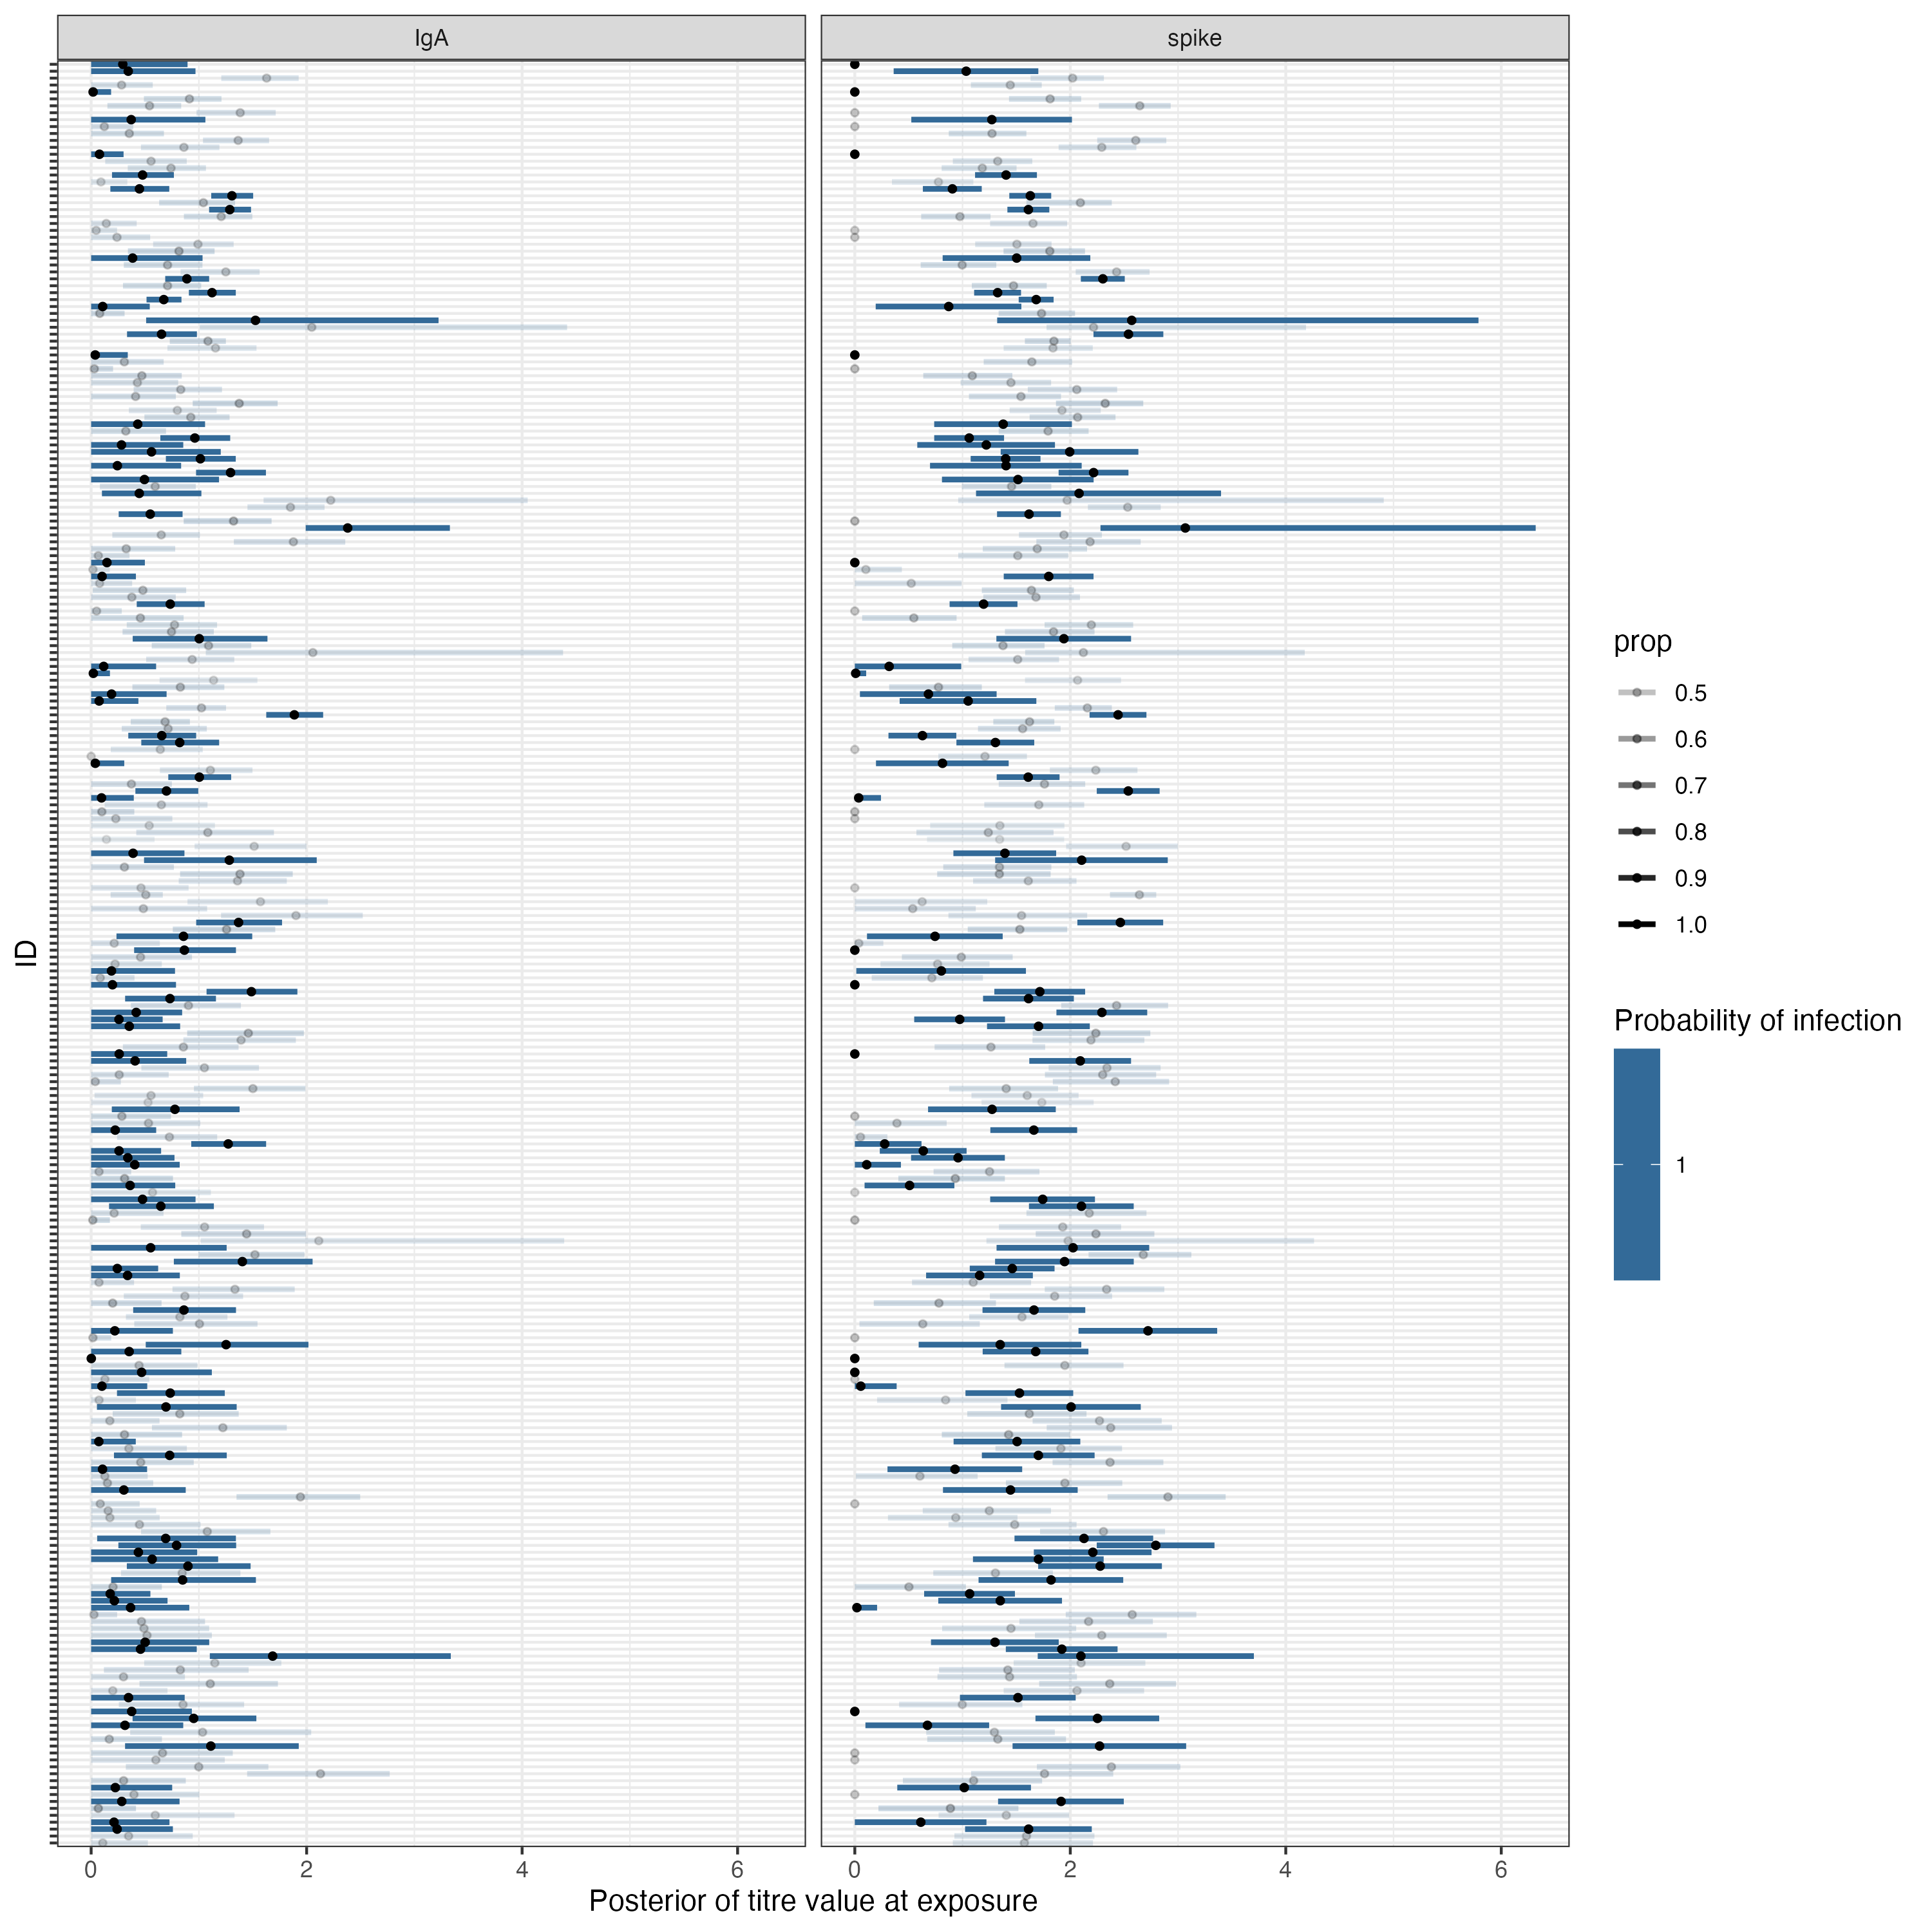 IgA
spike
ID
0
2
4
6
0
2
4
6
Posterior of titre value at exposure
prop
0.5
0.6
0.7
0.8
0.9
1.0
Probability of infection
1